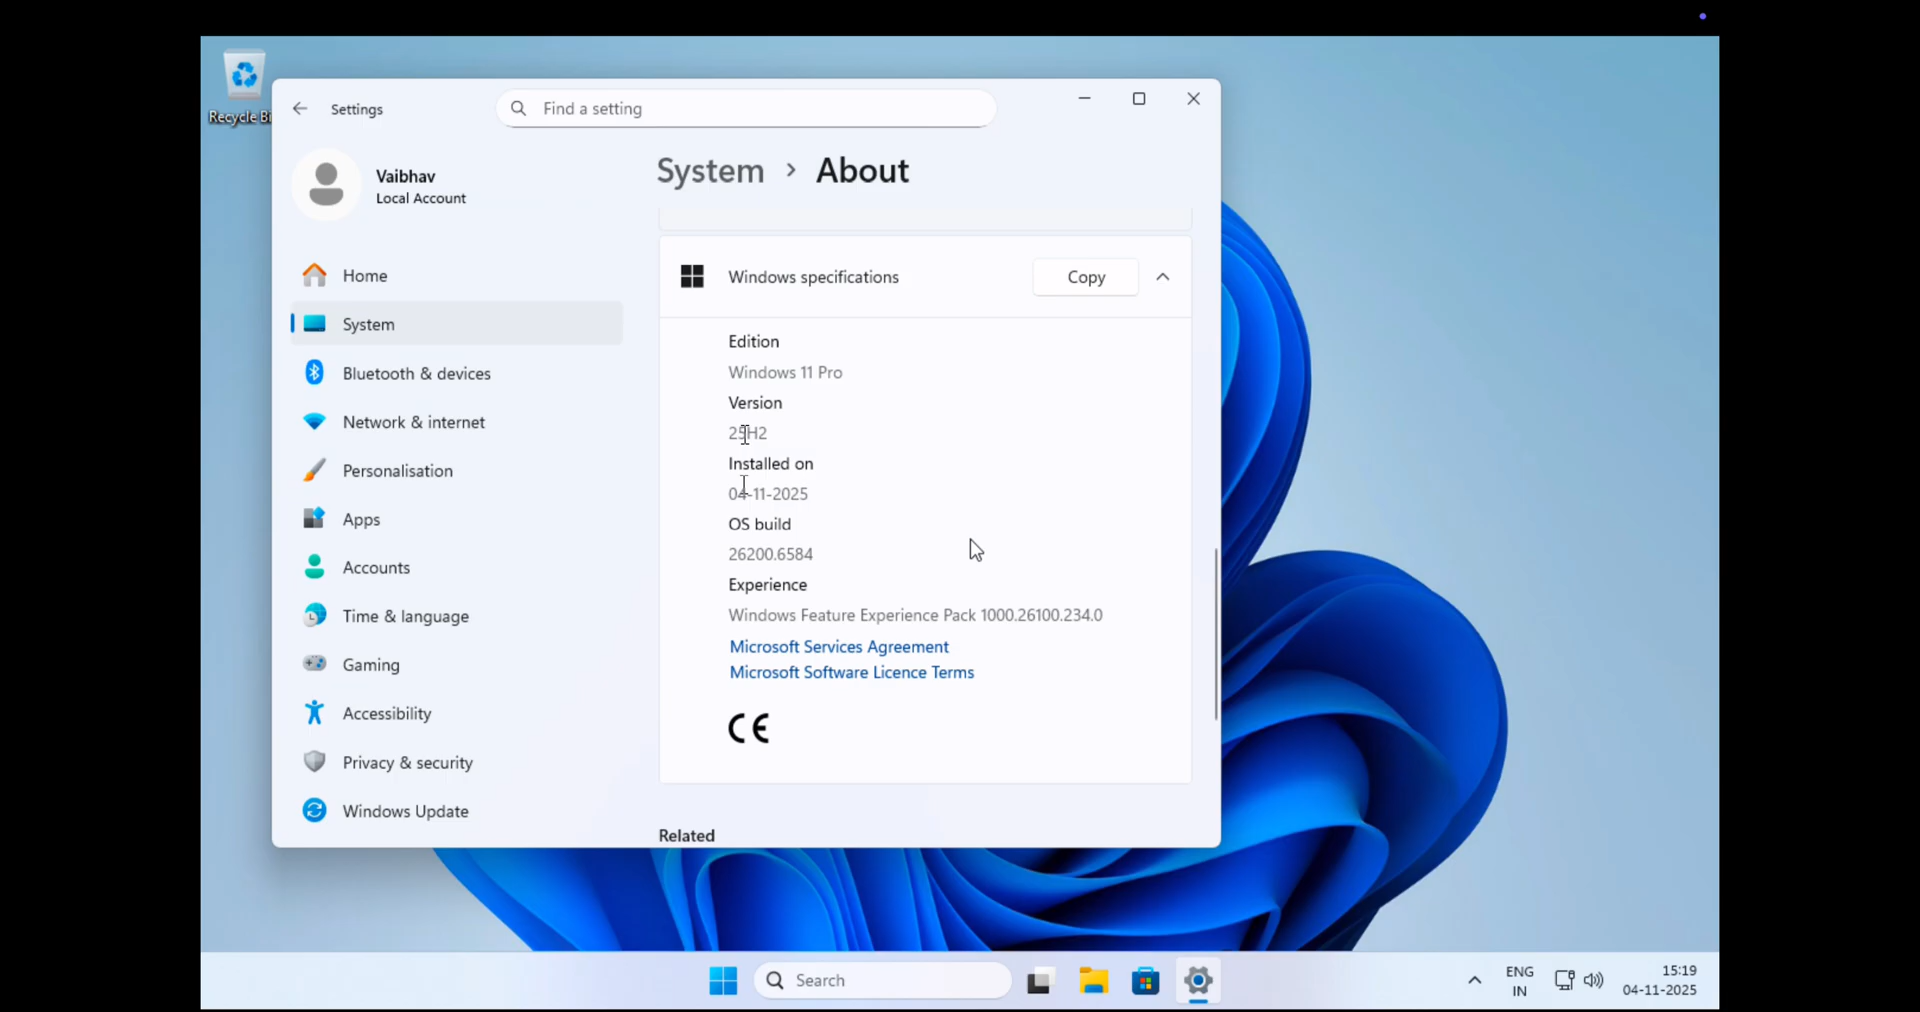 Recycle Bi
Settings
Find a setting
Vaibhav
Local Account
Home
System
Bluetooth & devices
Network & internet
Personalisation
Apps
Accounts
Time & language
Gaming
Accessibility
Privacy & security
Windows Update
System > About
Windows specifications
Copy
Edition
Windows 11 Pro
Version
25H2
Installed on
04-11-2025
OS build
26200.6584
Experience
Windows Feature Experience Pack 1000.26100.234.0
Microsoft Services Agreement
Microsoft Software Licence Terms
CE
Related
Search
ENG
IN
15:19
04-11-2025